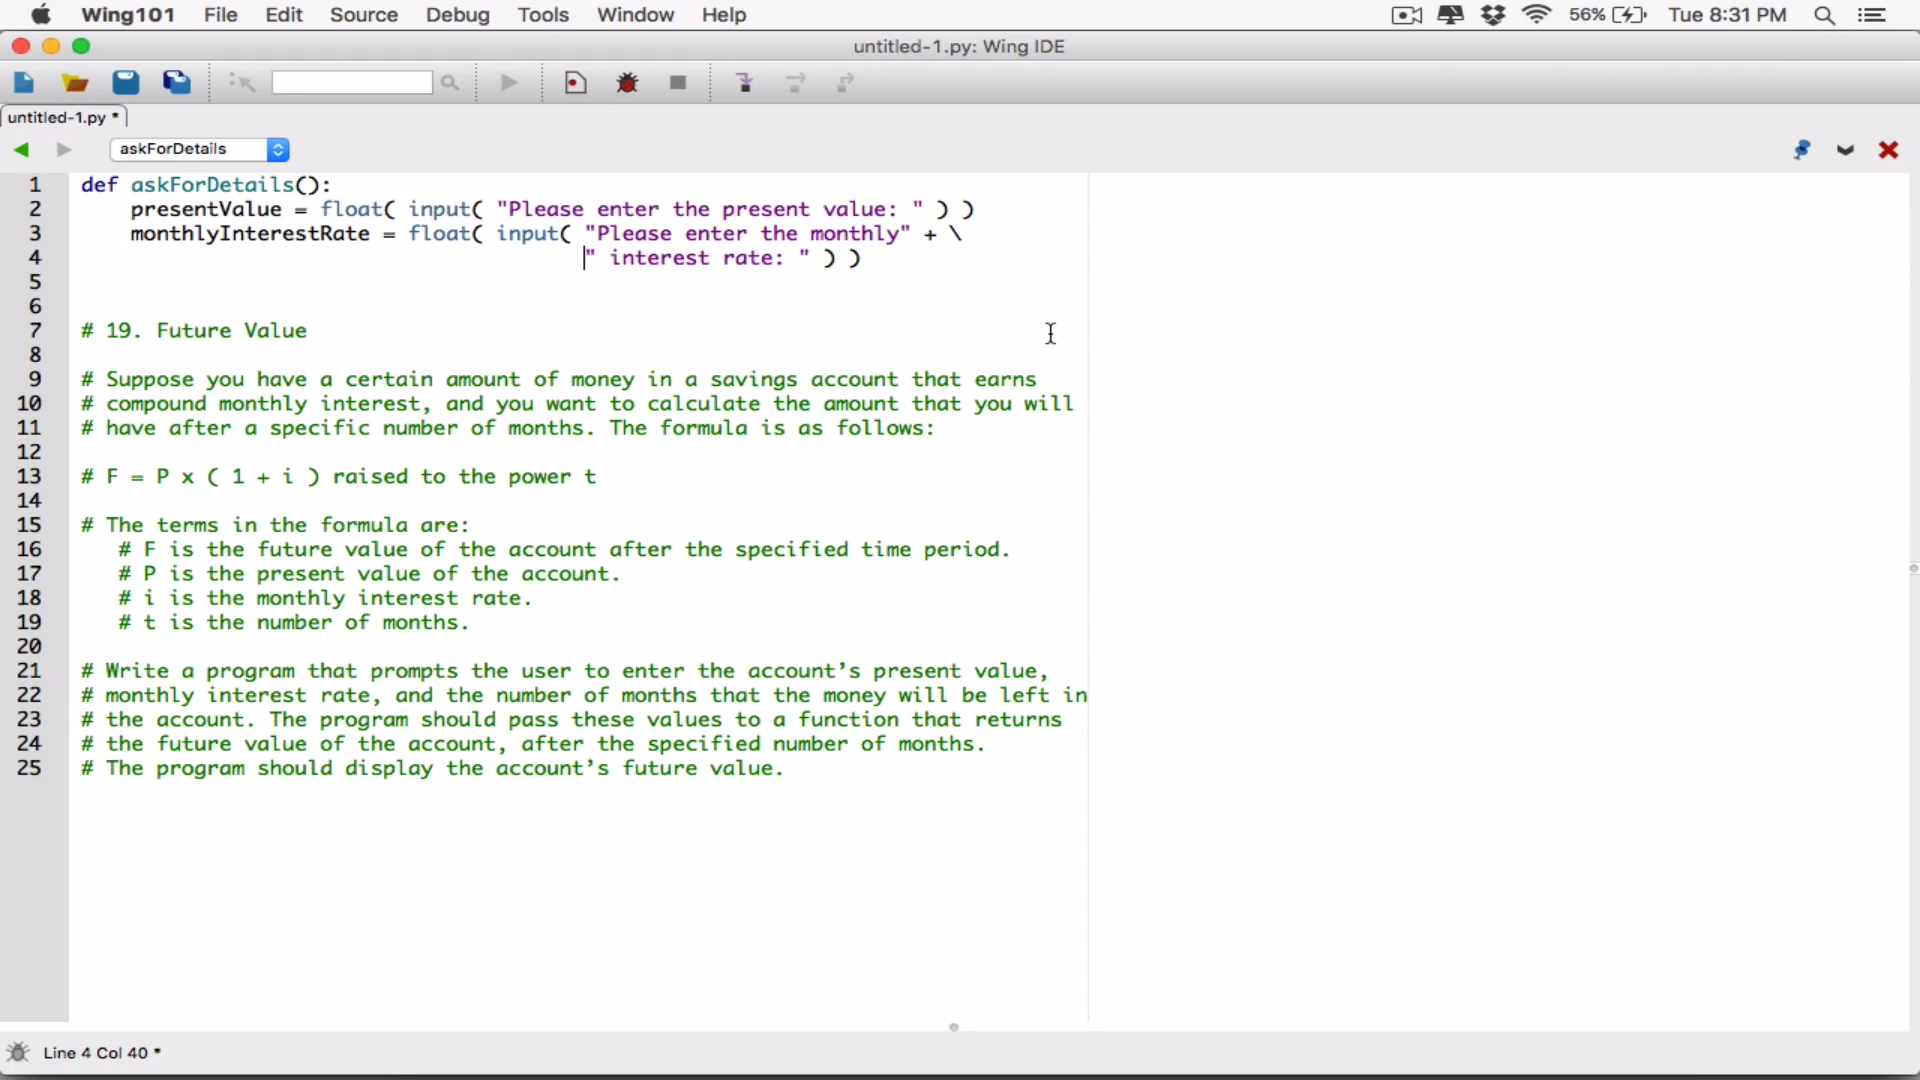 Wing101 File Edit Source Debug Tools Window Help 56% Tue 8:31 PM
untitled-1.py: Wing IDE
untitled-1.py *
askForDetails
1 def askForDetails():
2 presentValue = float( input( "Please enter the present value: " ) )
3 monthlyInterestRate = float( input( "Please enter the monthly" + \
4 " interest rate: " ) )
5
6
7 # 19. Future Value
8
9 # Suppose you have a certain amount of money in a savings account that earns
10 # compound monthly interest, and you want to calculate the amount that you will
11 # have after a specific number of months. The formula is as follows:
12
13 # F = P x ( 1 + i ) raised to the power t
14
15 # The terms in the formula are:
16 # F is the future value of the account after the specified time period.
17 # P is the present value of the account.
18 # i is the monthly interest rate.
19 # t is the number of months.
20
21 # Write a program that prompts the user to enter the account’s present value,
22 # monthly interest rate, and the number of months that the money will be left in
23 # the account. The program should pass these values to a function that returns
24 # the future value of the account, after the specified number of months.
25 # The program should display the account’s future value.
Line 4 Col 40 *